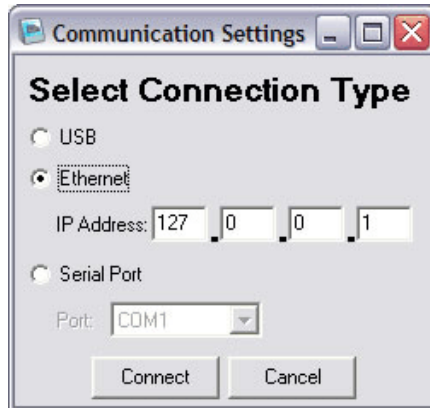 Communication Settings
Select Connection Type
USB
Ethernet
IP Address: 127 . 0 . 0 . 1
Serial Port
Port: COM1
Connect Cancel